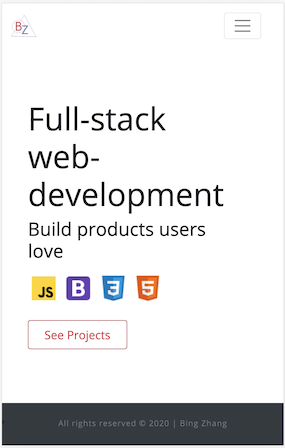 BZ
Full-stack
web-
development
Build products users
love
JS B 3 5
See Projects
All rights reserved © 2020 | Bing Zhang